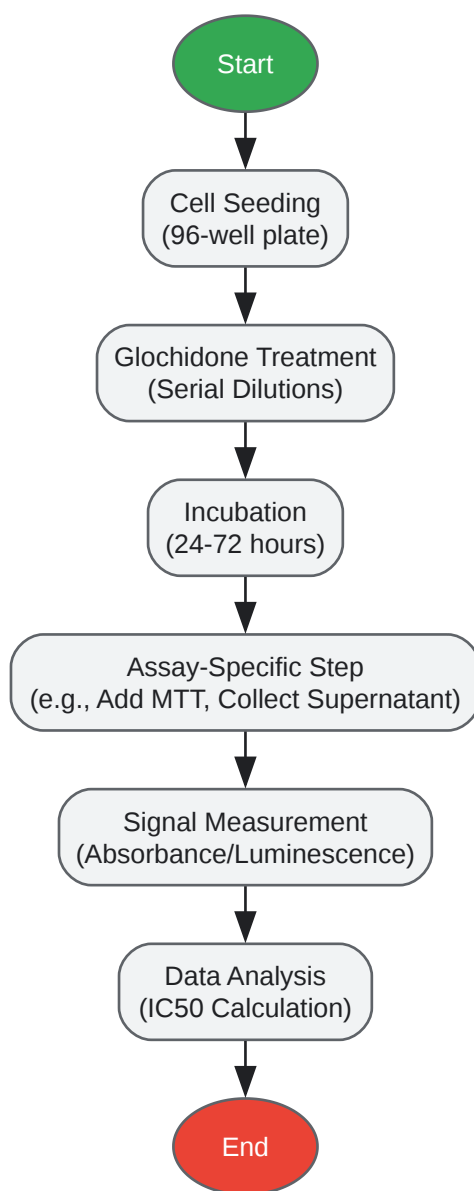 Start
Cell Seeding
(96-well plate)
Glochidone Treatment
(Serial Dilutions)
Incubation
(24-72 hours)
Assay-Specific Step
(e.g., Add MTT, Collect Supernatant)
Signal Measurement
(Absorbance/Luminescence)
Data Analysis
(IC50 Calculation)
End